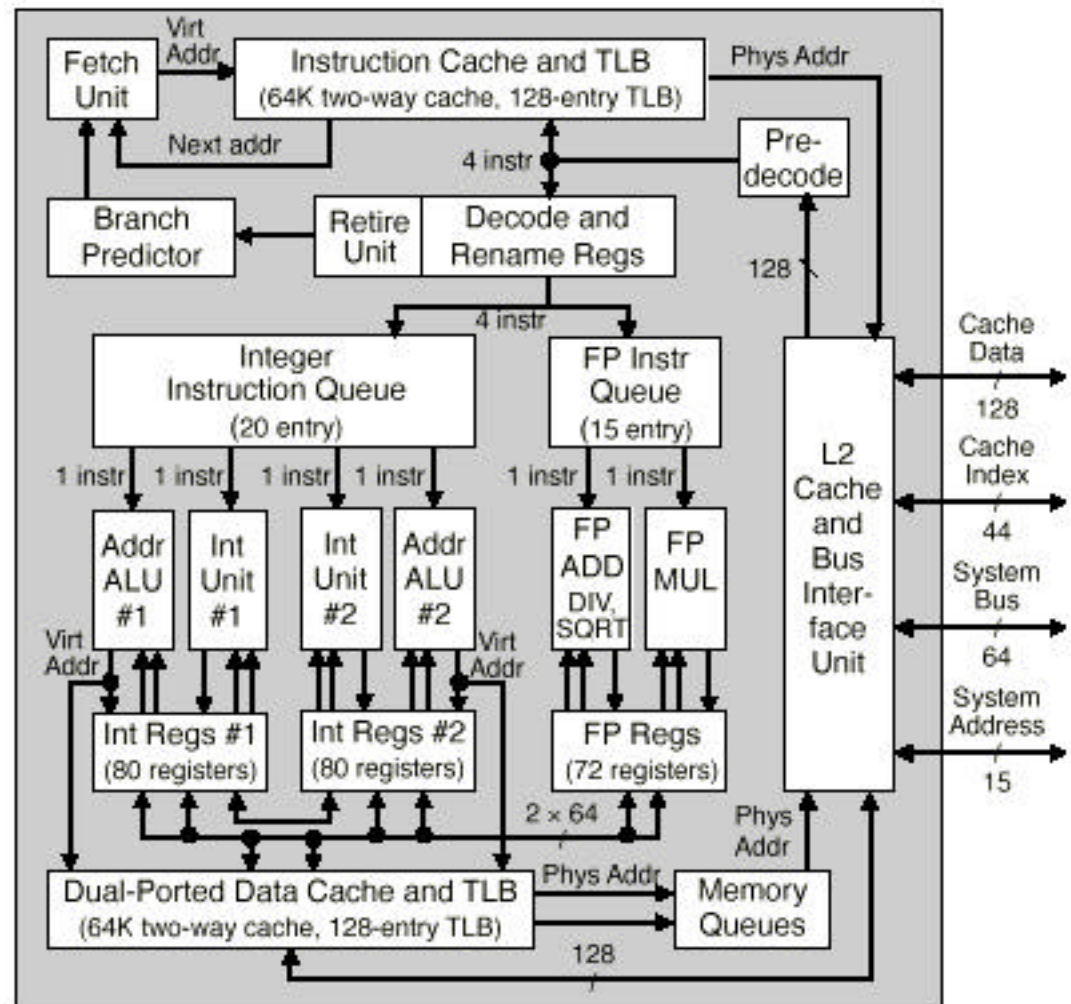 Virt
Addr
Fetch
Unit
Instruction Cache and TLB
(64K two-way cache, 128-entry TLB)
Phys Addr
Next addr
4 instr
Pre-
decode
Branch
Predictor
Retire
Unit
Decode and
Rename Regs
128
4 instr
Integer
Instruction Queue
(20 entry)
FP Instr
Queue
(15 entry)
1 instr
1 instr
1 instr
1 instr
1 instr
1 instr
Addr
ALU
#1
Int
Unit
#1
Int
Unit
#2
Addr
ALU
#2
FP
ADD
DIV,
SQRT
FP
MUL
L2
Cache
and
Bus
Inter-
face
Unit
Cache
Data
128
Cache
Index
44
System
Bus
64
System
Address
15
Virt
Addr
Virt
Addr
Int Regs #1
(80 registers)
Int Regs #2
(80 registers)
FP Regs
(72 registers)
2 × 64
Phys
Addr
Dual-Ported Data Cache and TLB
(64K two-way cache, 128-entry TLB)
Phys Addr
Memory
Queues
128